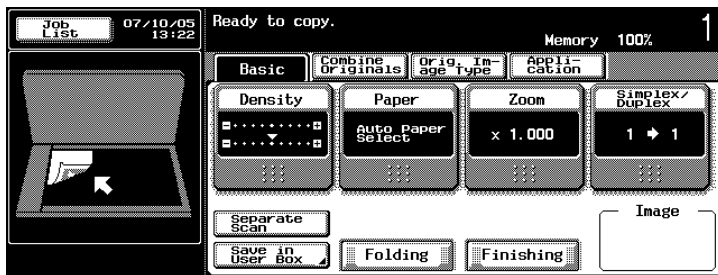 Job List
07/10/05
13:22
Ready to copy.
Memory 100%
1
Basic
Combine Originals
Orig. Im-
age Type
Appli-
cation
Density
Paper
Zoom
Simplex/
Duplex
Auto Paper
Select
× 1.000
1 → 1
Separate
Scan
Save in
User Box
Folding
Finishing
Image